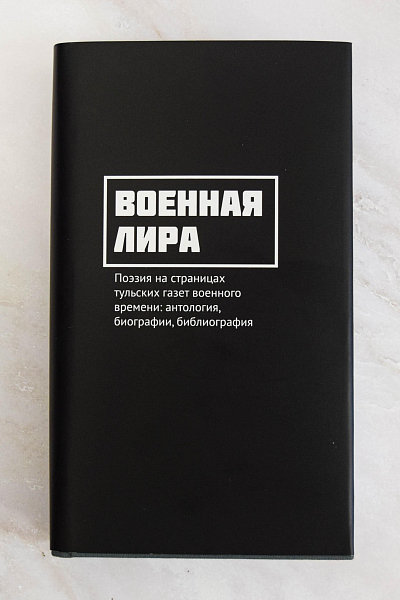 ВОЕННАЯ
ЛИРА
Поэзия на страницах
тульских газет военного
времени: антология,
биографии, библиография